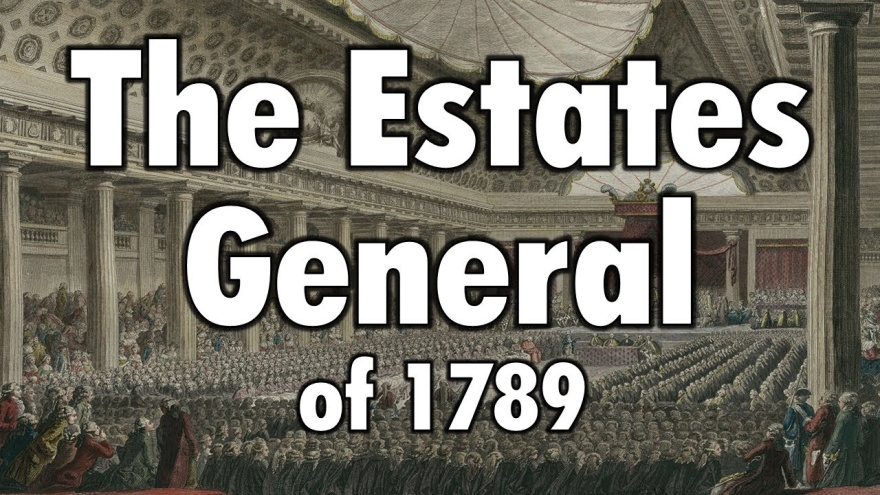 The Estates
General
of 1789